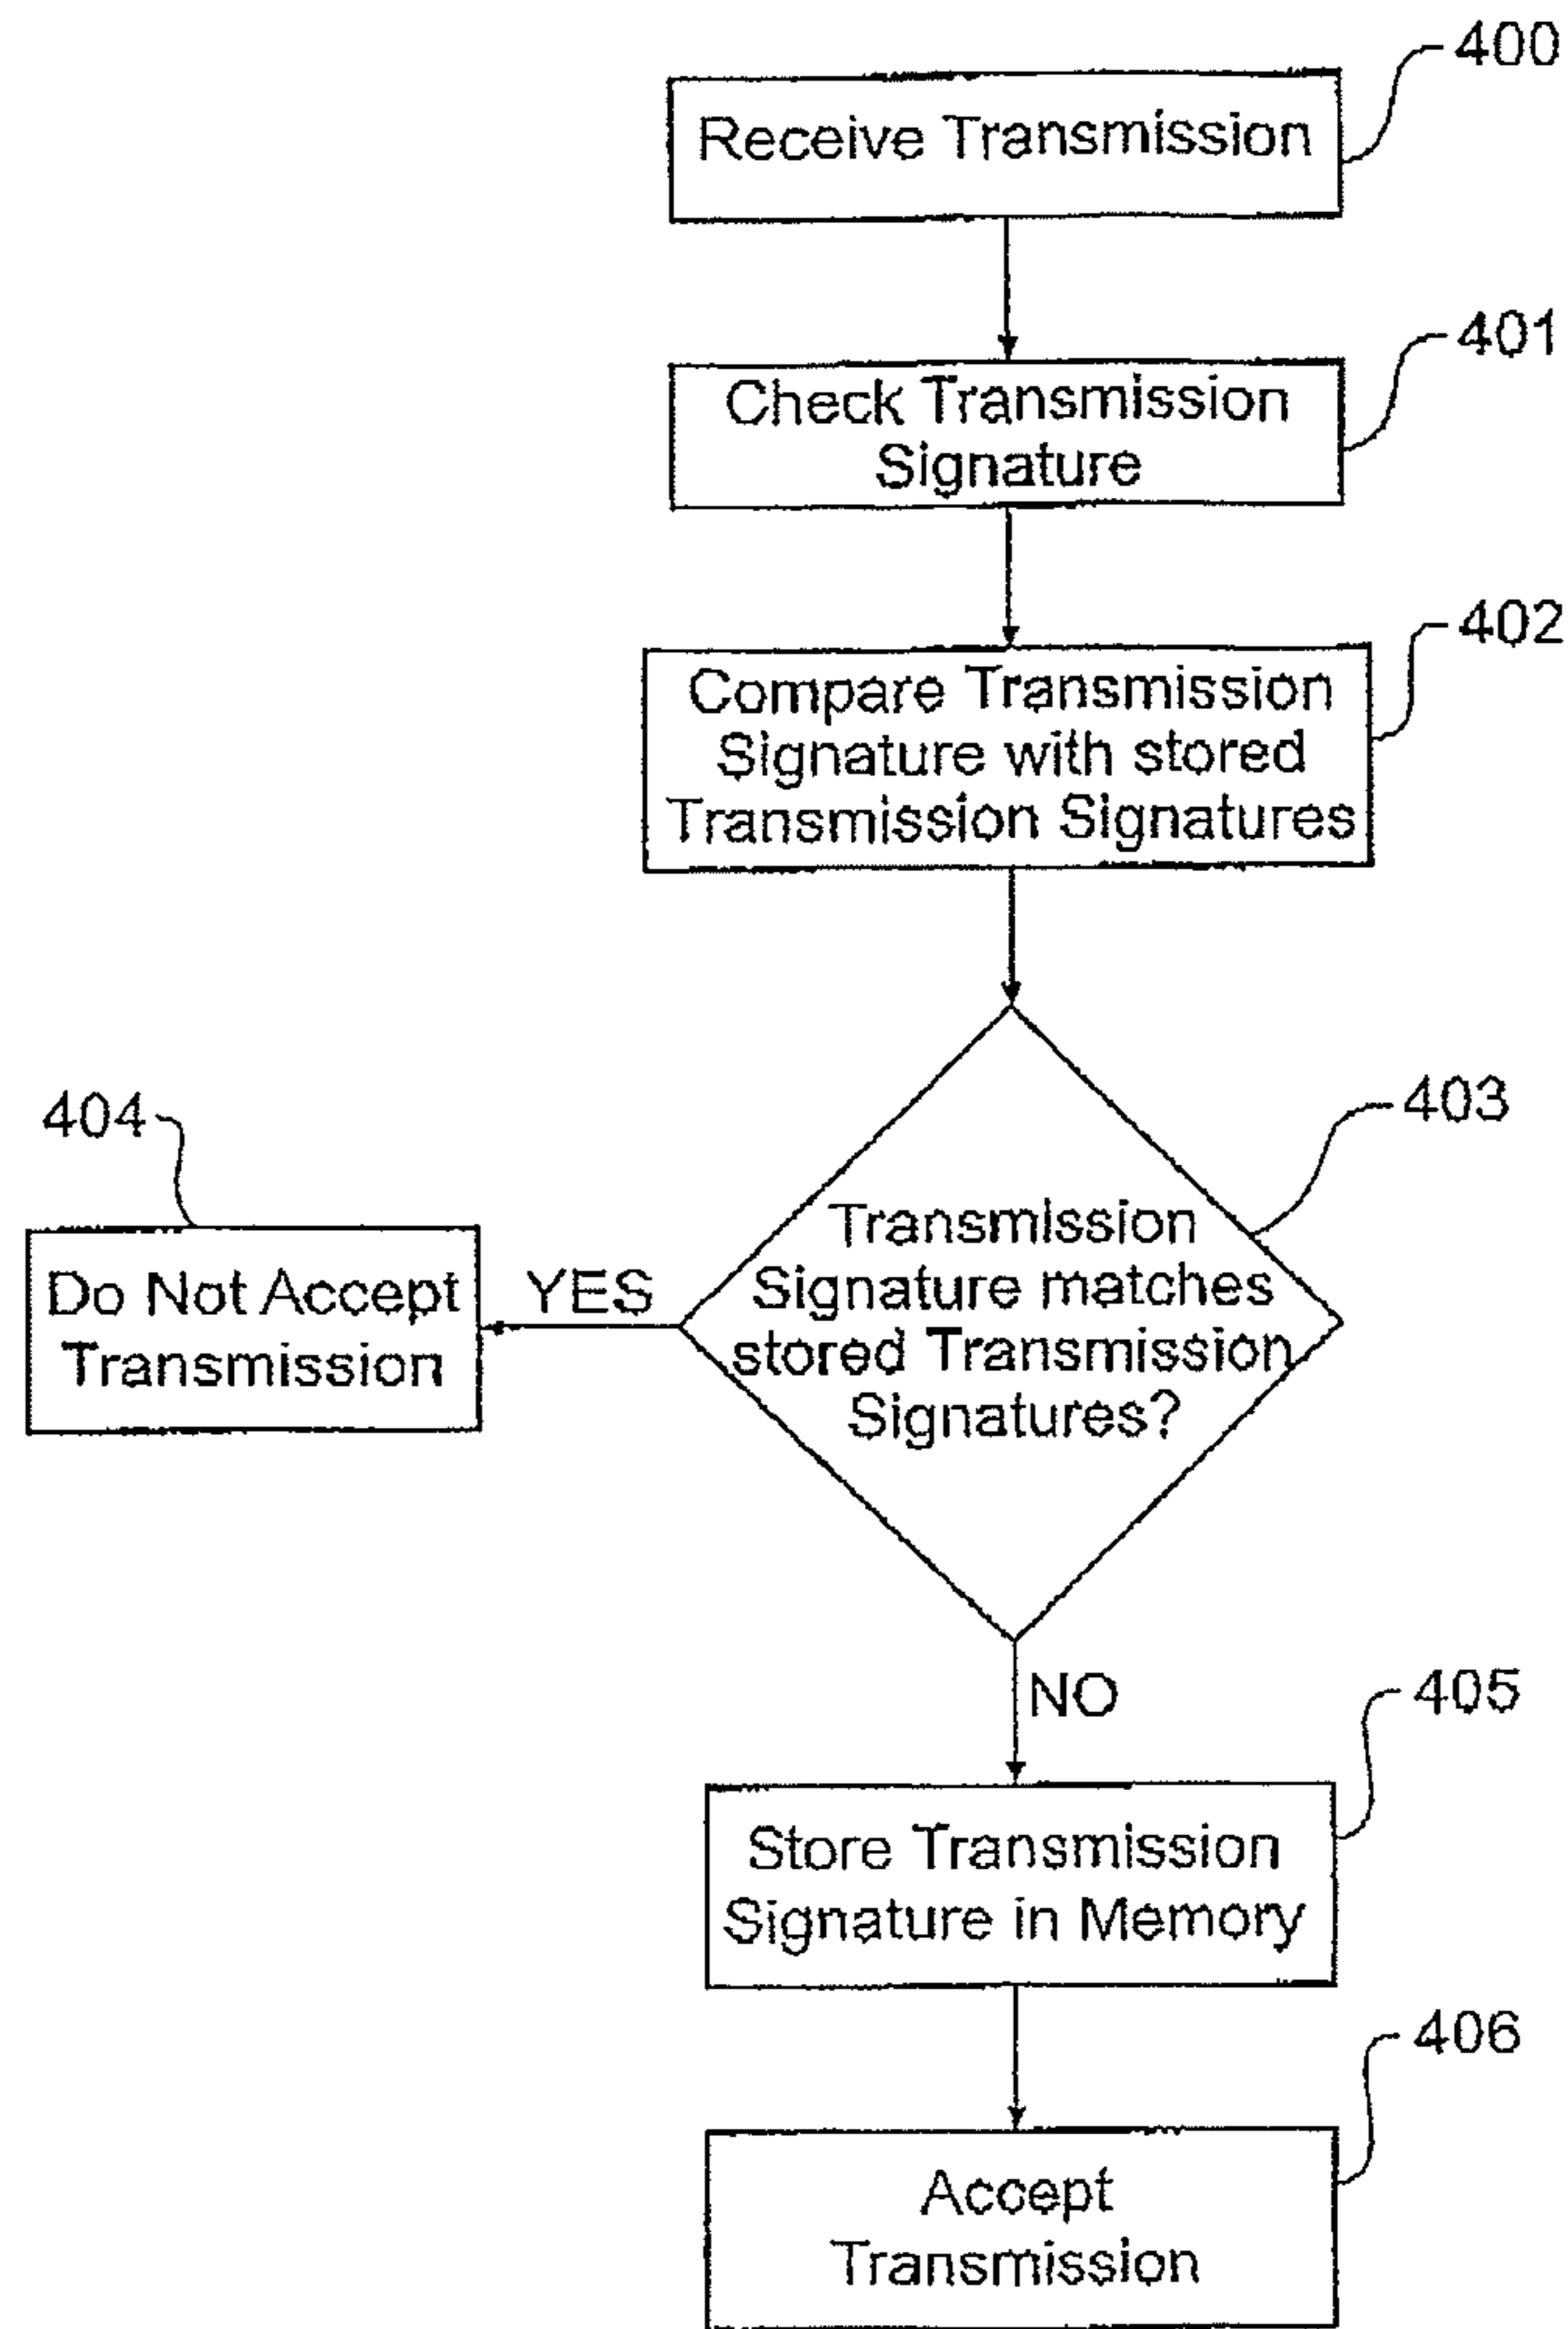 400
Receive Transmission
401
Check Transmission
Signature
402
Compare Transmission
Signature with stored
Transmission Signatures
403
Transmission
Signature matches
stored Transmission
Signatures?
404
YES
Do Not Accept
Transmission
NO
405
Store Transmission
Signature in Memory
406
Accept
Transmission